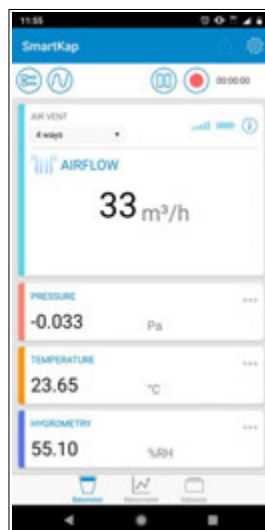 11:55
SmartKap
00:00:00
AIR VENT
4 ways
AIRFLOW
33 m³/h
PRESSURE
-0.033 Pa
TEMPERATURE
23.65 °C
HYGROMETRY
55.10 %RH